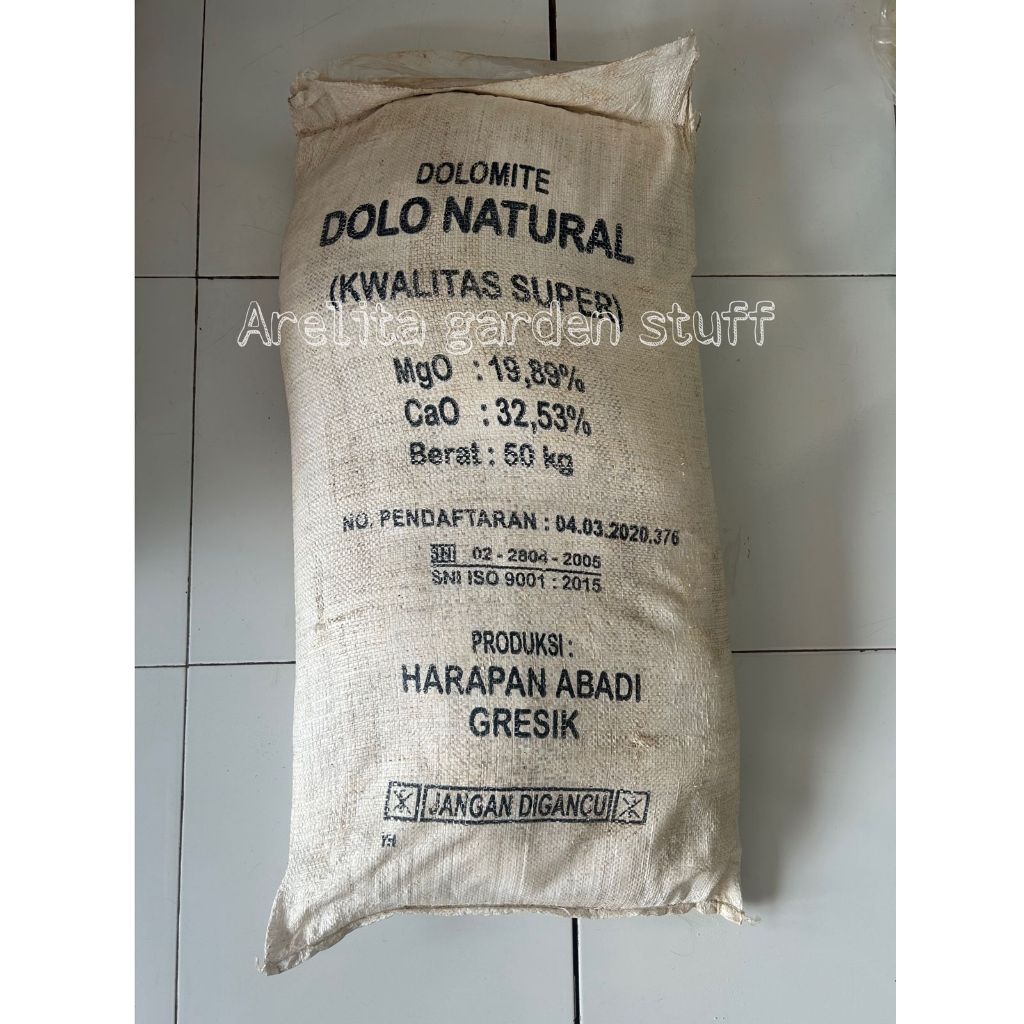 DOLOMITE
DOLO NATURAL
(KWALITAS SUPER)
Arelita garden stuff
MgO : 19,89%
CaO : 32,53%
Berat : 50 kg
NO. PENDAFTARAN : 04.03.2020.376
SNI 02 - 2804 - 2005
SNI ISO 9001 : 2015
PRODUKSI :
HARAPAN ABADI
GRESIK
JANGAN DIGANCU